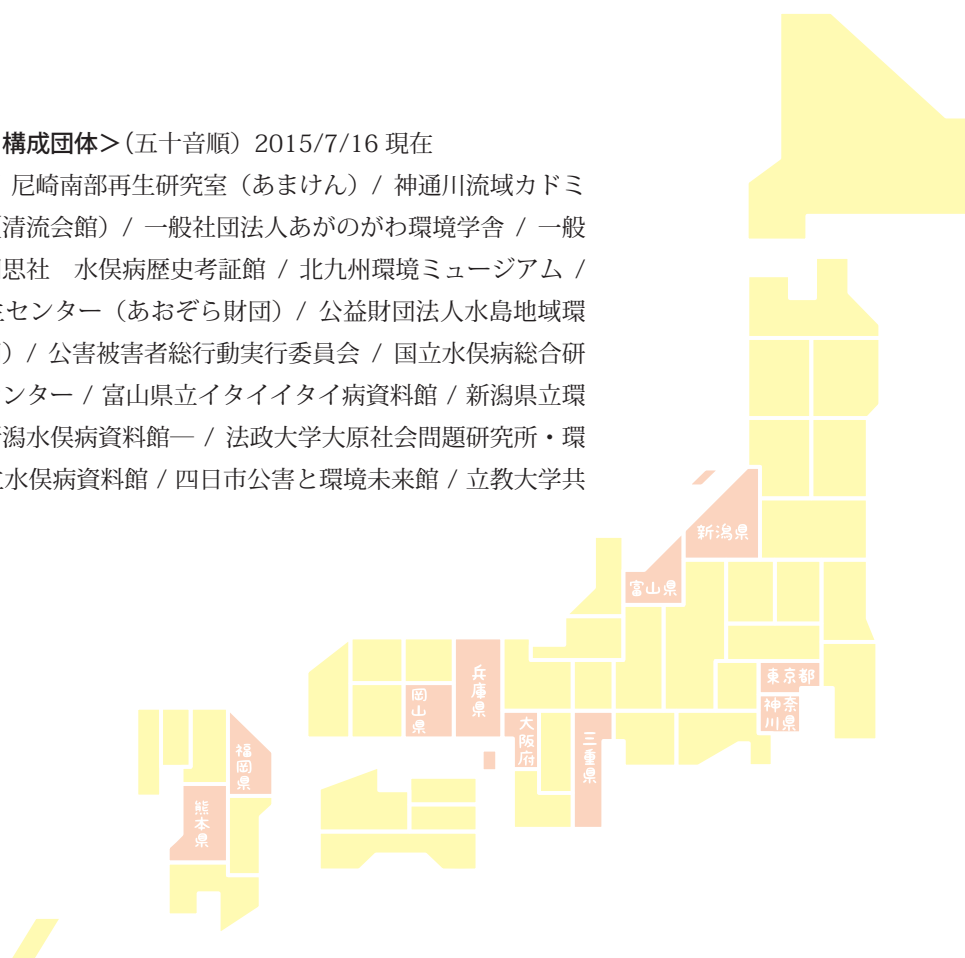 構成団体＞(五十音順）2015/7/16 現在
尼崎南部再生研究室（あまけん）/ 神通川流域カドミ
清流会館）/ 一般社団法人あがのがわ環境学舎 / 一般
思社　水俣病歴史考証館 / 北九州環境ミュージアム /
センター（あおぞら財団）/ 公益財団法人水島地域環
）/ 公害被害者総行動実行委員会 / 国立水俣病総合研
ンター / 富山県立イタイイタイ病資料館 / 新潟県立環
潟水俣病資料館― / 法政大学大原社会問題研究所・環
水俣病資料館 / 四日市公害と環境未来館 / 立教大学共
新潟県
富山県
東京都
神奈川県
兵庫県
岡山県
大阪府
三重県
福岡県
熊本県